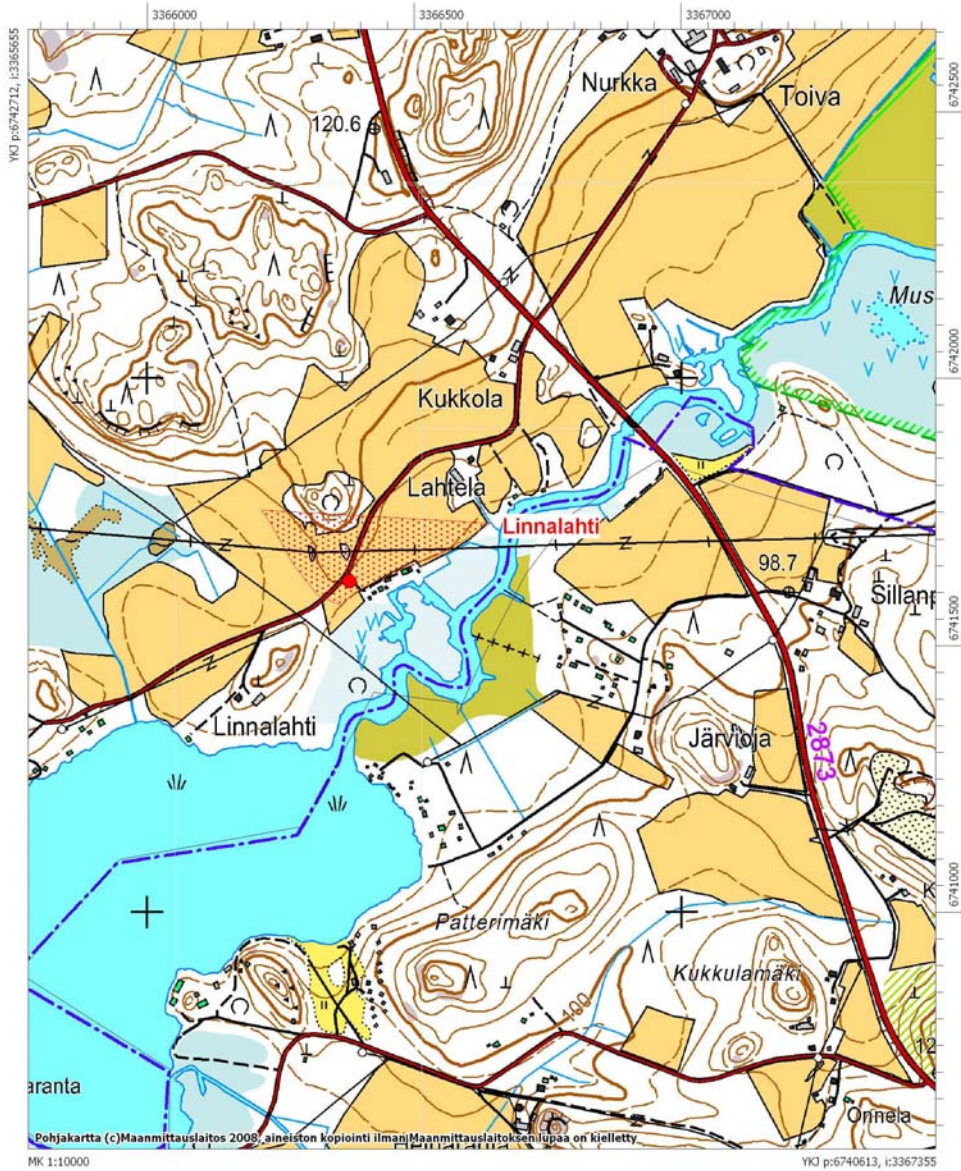 3366000
3366500
3367000
YKJ p:6742712, i:3365655
6742500
Nurkka
Toiva
120.6
Mus
6742000
Kukkola
Lahtela
Linnalahti
98.7
Sillanp
6741500
Linnalahti
Järvioja
2873
6741000
K
Patterimäki
Kukkulamäki
100
12
aranta
Onnela
Pohjakartta (c)Maanmittauslaitos 2008, aineiston kopiointi ilman Maanmittauslaitoksen lupaa on kielletty
MK 1:10000
YKJ p:6740613, i:3367355